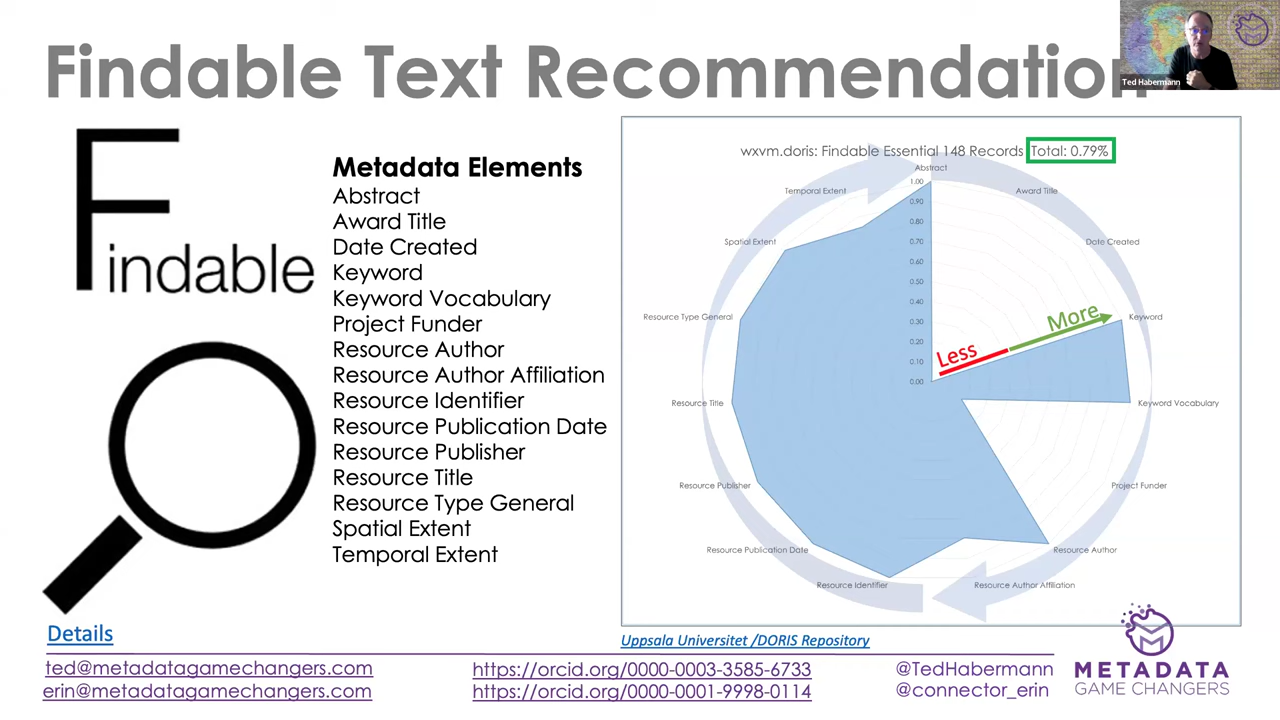 Findable Text Recommendation
Ted Habermann
Findable
Metadata Elements
Abstract
Award Title
Date Created
Keyword
Keyword Vocabulary
Project Funder
Resource Author
Resource Author Affiliation
Resource Identifier
Resource Publication Date
Resource Publisher
Resource Title
Resource Type General
Spatial Extent
Temporal Extent
wxvm.doris: Findable Essential 148 Records Total: 0.79%
Abstract
Award Title
Date Created
Keyword
Keyword Vocabulary
Project Funder
Resource Author
Resource Author Affiliation
Resource Identifier
Resource Publication Date
Resource Publisher
Resource Title
Resource Type General
Spatial Extent
Temporal Extent
1.00
0.90
0.80
0.70
0.60
0.50
0.40
0.30
0.20
0.10
0.00
Less
More
Details
Uppsala Universitet /DORIS Repository
ted@metadatagamechangers.com
erin@metadatagamechangers.com
https://orcid.org/0000-0003-3585-6733
https://orcid.org/0000-0001-9998-0114
@TedHabermann
@connector_erin
METADATA
GAME CHANGERS